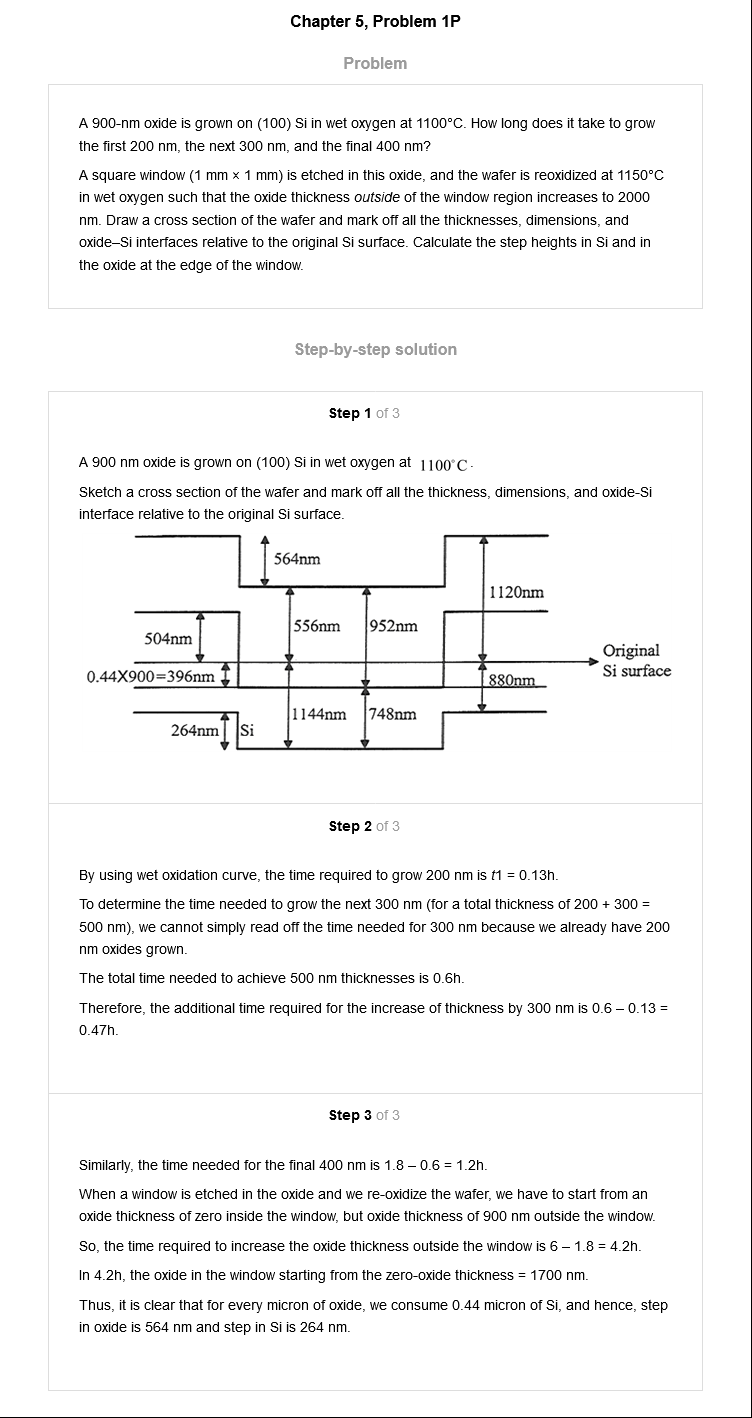 Chapter 5, Problem 1P
Problem
A 900-nm oxide is grown on (100) Si in wet oxygen at 1100°C. How long does it take to grow
the first 200 nm, the next 300 nm, and the final 400 nm?
A square window (1 mm × 1 mm) is etched in this oxide, and the wafer is reoxidized at 1150°C
in wet oxygen such that the oxide thickness outside of the window region increases to 2000
nm. Draw a cross section of the wafer and mark off all the thicknesses, dimensions, and
oxide–Si interfaces relative to the original Si surface. Calculate the step heights in Si and in
the oxide at the edge of the window.
Step-by-step solution
Step 1 of 3
A 900 nm oxide is grown on (100) Si in wet oxygen at 1100°C.
Sketch a cross section of the wafer and mark off all the thickness, dimensions, and oxide-Si
interface relative to the original Si surface.
564nm
1120nm
556nm 952nm
504nm
Original
Si surface
0.44X900=396nm
880nm
1144nm 748nm
264nm Si
Step 2 of 3
By using wet oxidation curve, the time required to grow 200 nm is t1 = 0.13h.
To determine the time needed to grow the next 300 nm (for a total thickness of 200 + 300 =
500 nm), we cannot simply read off the time needed for 300 nm because we already have 200
nm oxides grown.
The total time needed to achieve 500 nm thicknesses is 0.6h.
Therefore, the additional time required for the increase of thickness by 300 nm is 0.6 – 0.13 =
0.47h.
Step 3 of 3
Similarly, the time needed for the final 400 nm is 1.8 – 0.6 = 1.2h.
When a window is etched in the oxide and we re-oxidize the wafer, we have to start from an
oxide thickness of zero inside the window, but oxide thickness of 900 nm outside the window.
So, the time required to increase the oxide thickness outside the window is 6 – 1.8 = 4.2h.
In 4.2h, the oxide in the window starting from the zero-oxide thickness = 1700 nm.
Thus, it is clear that for every micron of oxide, we consume 0.44 micron of Si, and hence, step
in oxide is 564 nm and step in Si is 264 nm.